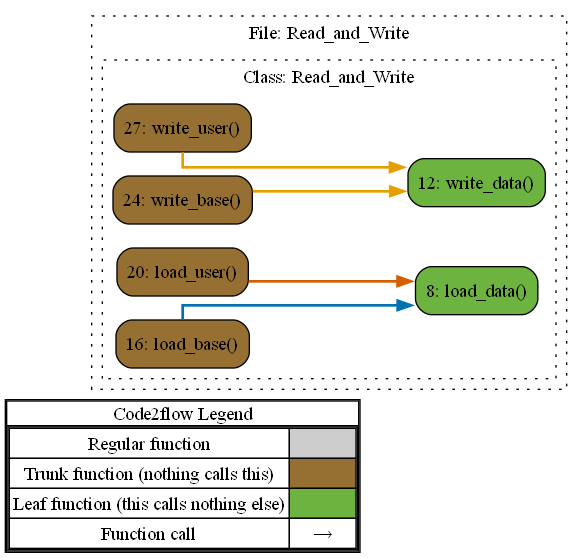 File: Read_and_Write
Class: Read_and_Write
27: write_user()
12: write_data()
24: write_base()
20: load_user()
8: load_data()
16: load_base()
Code2flow Legend
Regular function
Trunk function (nothing calls this)
Leaf function (this calls nothing else)
Function call →